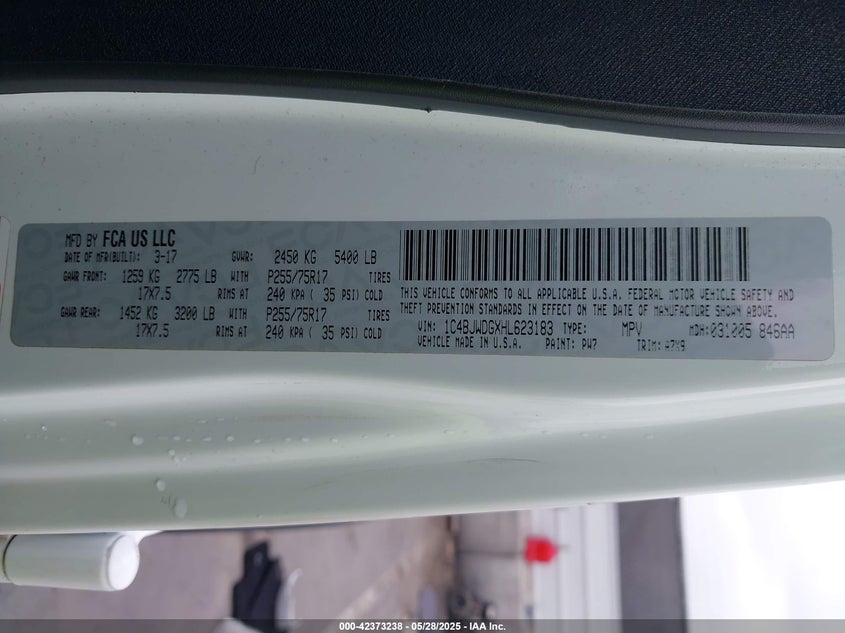 MFD BY FCA US LLC
DATE OF MFR(BUILT): 3-17 GVWR: 2450 KG 5400 LB
GAWR FRONT: 1259 KG 2775 LB WITH P255/75R17 TIRES
17X7.5 RIMS AT 240 KPA ( 35 PSI) COLD
GAWR REAR: 1452 KG 3200 LB WITH P255/75R17 TIRES
17X7.5 RIMS AT 240 KPA ( 35 PSI) COLD
THIS VEHICLE CONFORMS TO ALL APPLICABLE U.S.A. FEDERAL MOTOR VEHICLE SAFETY AND
THEFT PREVENTION STANDARDS IN EFFECT ON THE DATE OF MANUFACTURE SHOWN ABOVE.
VIN: 1C4BJWDGXHL623183 TYPE: MPV MDH:031005 846AA
VEHICLE MADE IN U.S.A. PAINT: PW7 TRIM: A7X9
000-42373238 - 05/28/2025 - IAA Inc.